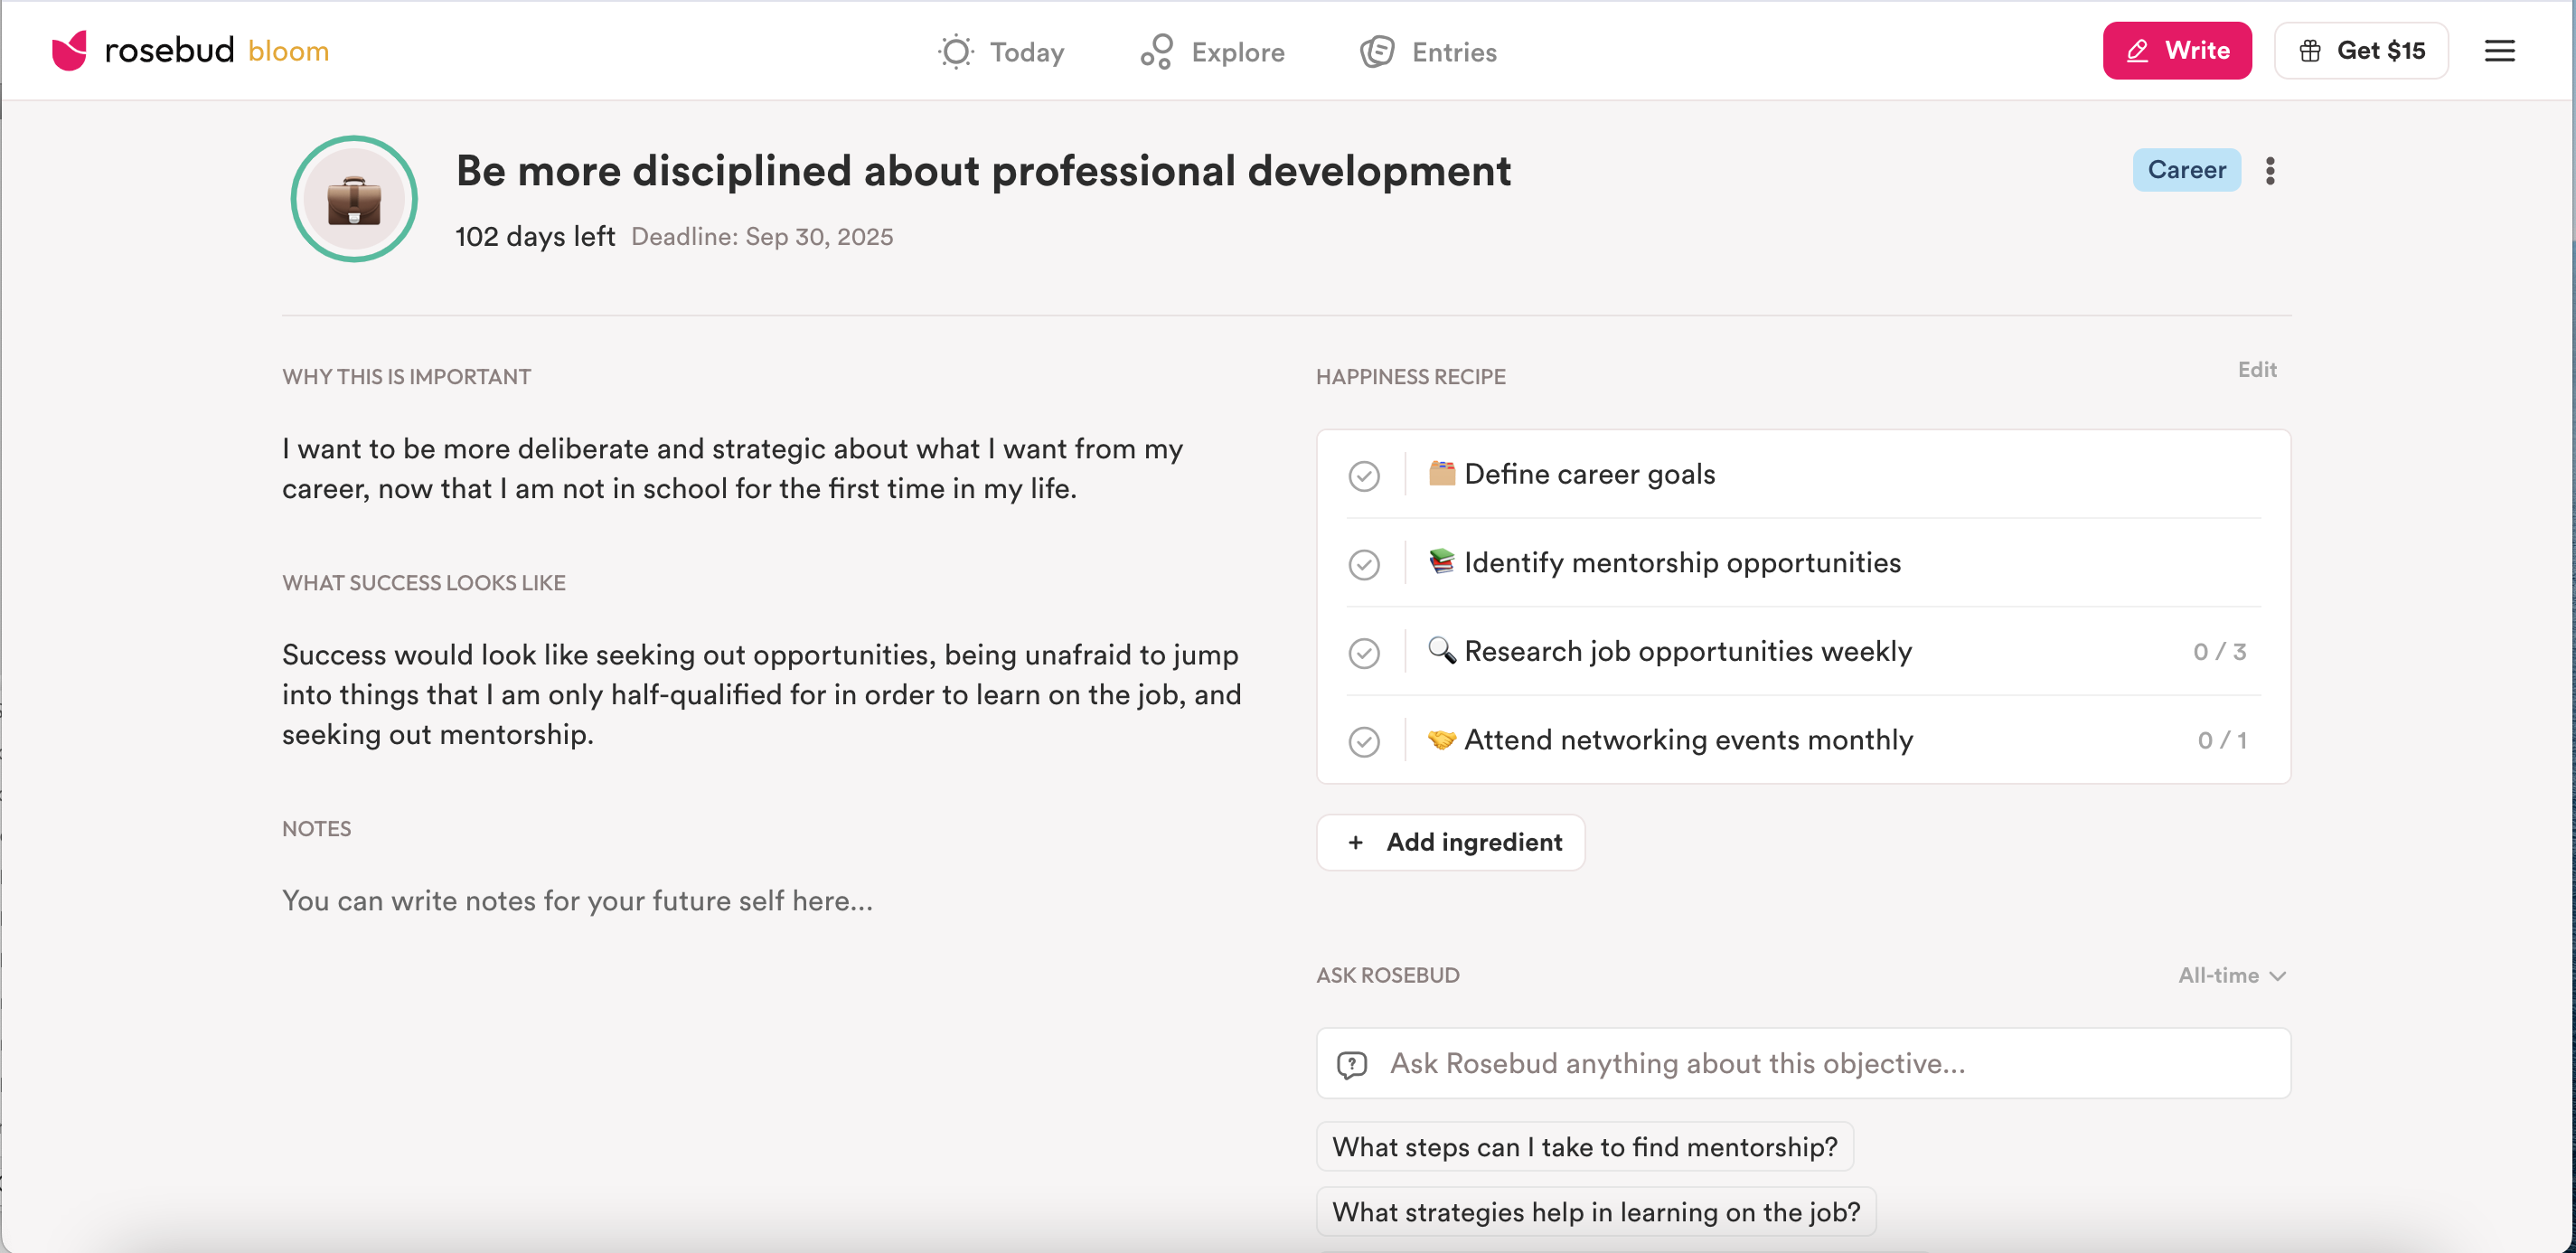 rosebud bloom
Today
Explore
Entries
Write
Get $15
Be more disciplined about professional development
Career
102 days left Deadline: Sep 30, 2025
WHY THIS IS IMPORTANT
I want to be more deliberate and strategic about what I want from my
career, now that I am not in school for the first time in my life.
WHAT SUCCESS LOOKS LIKE
Success would look like seeking out opportunities, being unafraid to jump
into things that I am only half-qualified for in order to learn on the job, and
seeking out mentorship.
NOTES
You can write notes for your future self here...
HAPPINESS RECIPE
Edit
Define career goals
Identify mentorship opportunities
Research job opportunities weekly 0 / 3
Attend networking events monthly 0 / 1
+ Add ingredient
ASK ROSEBUD
All-time
Ask Rosebud anything about this objective...
What steps can I take to find mentorship?
What strategies help in learning on the job?